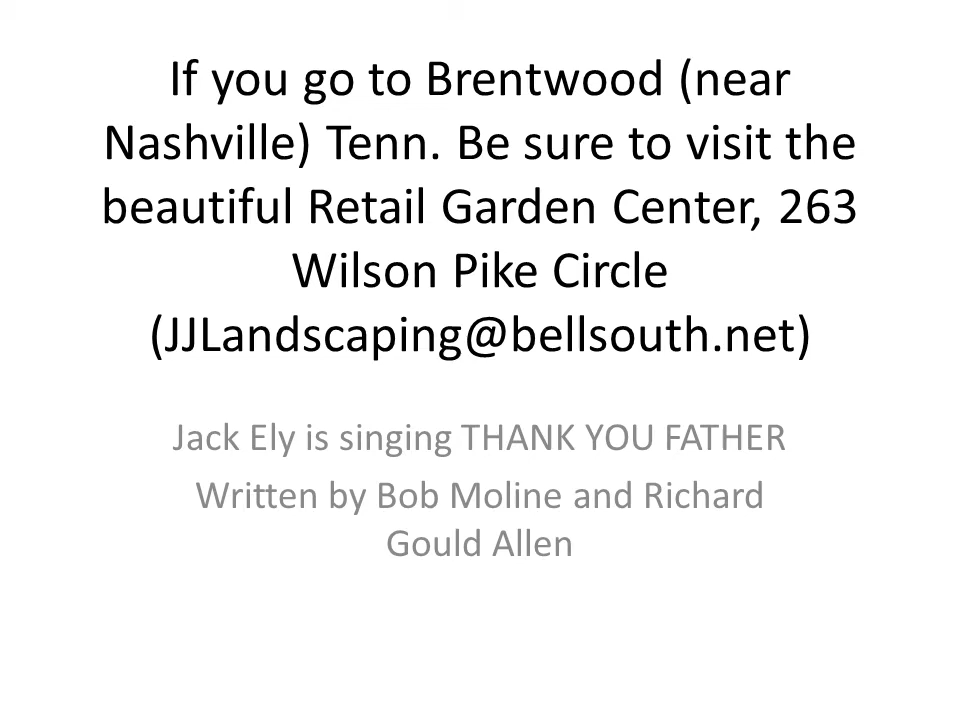 If you go to Brentwood (near
Nashville) Tenn. Be sure to visit the
beautiful Retail Garden Center, 263
Wilson Pike Circle
(JJLandscaping@bellsouth.net)
Jack Ely is singing THANK YOU FATHER
Written by Bob Moline and Richard
Gould Allen